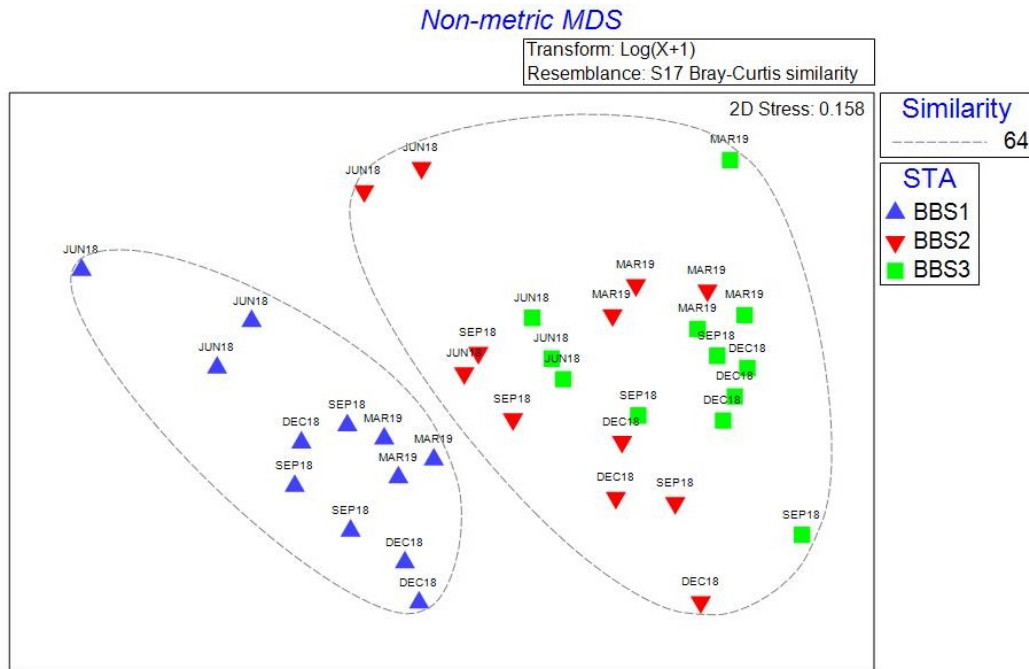 Non-metric MDS
Transform: Log(X+1)
Resemblance: S17 Bray-Curtis similarity
2D Stress: 0.158
Similarity
64
STA
BBS1
BBS2
BBS3
MAR19
JUN18
JUN18
JUN18
JUN18
JUN18
MAR19
MAR19
MAR19
JUN18
MAR19
MAR19
SEP18
SEP18
JUN18
JUN18
JUN18
DEC18
DEC18
SEP18
SEP18
SEP18
MAR19
DEC18
DEC18
DEC18
MAR19
MAR19
SEP18
DEC18
SEP18
SEP18
SEP18
DEC18
DEC18
DEC18